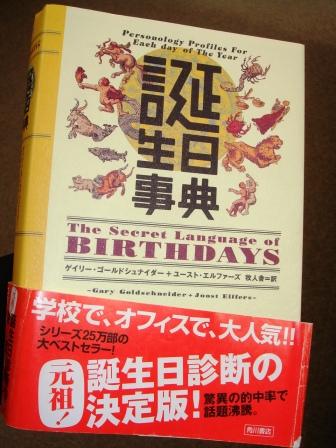 Personology Profiles For
Each day of The Year
誕生日
事典
The Secret Language of
BIRTHDAYS
ゲイリー・ゴールドシュナイダー+ユースト・エルファーズ 牧人舎=訳
~Gary Goldschneider + Joost Elffers~
学校で、オフィスで、大人気!!
シリーズ25万部の
大ベストセラー!
元祖!
誕生日診断の
決定版!
驚異の的中率で
話題沸騰。
角川書店
誕生日事典